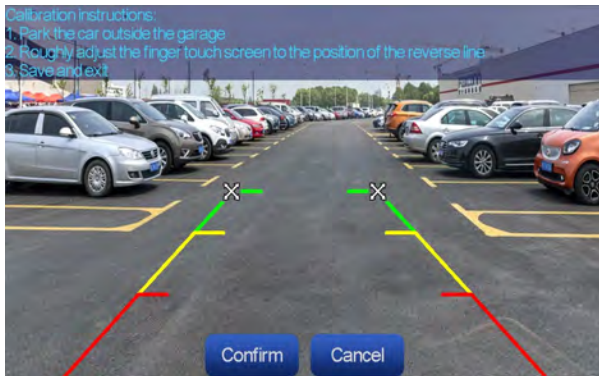 Calibration instructions:
1. Park the car outside the garage
2. Roughly adjust the finger touch screen to the position of the reverse line
3. Save and exit
Confirm
Cancel